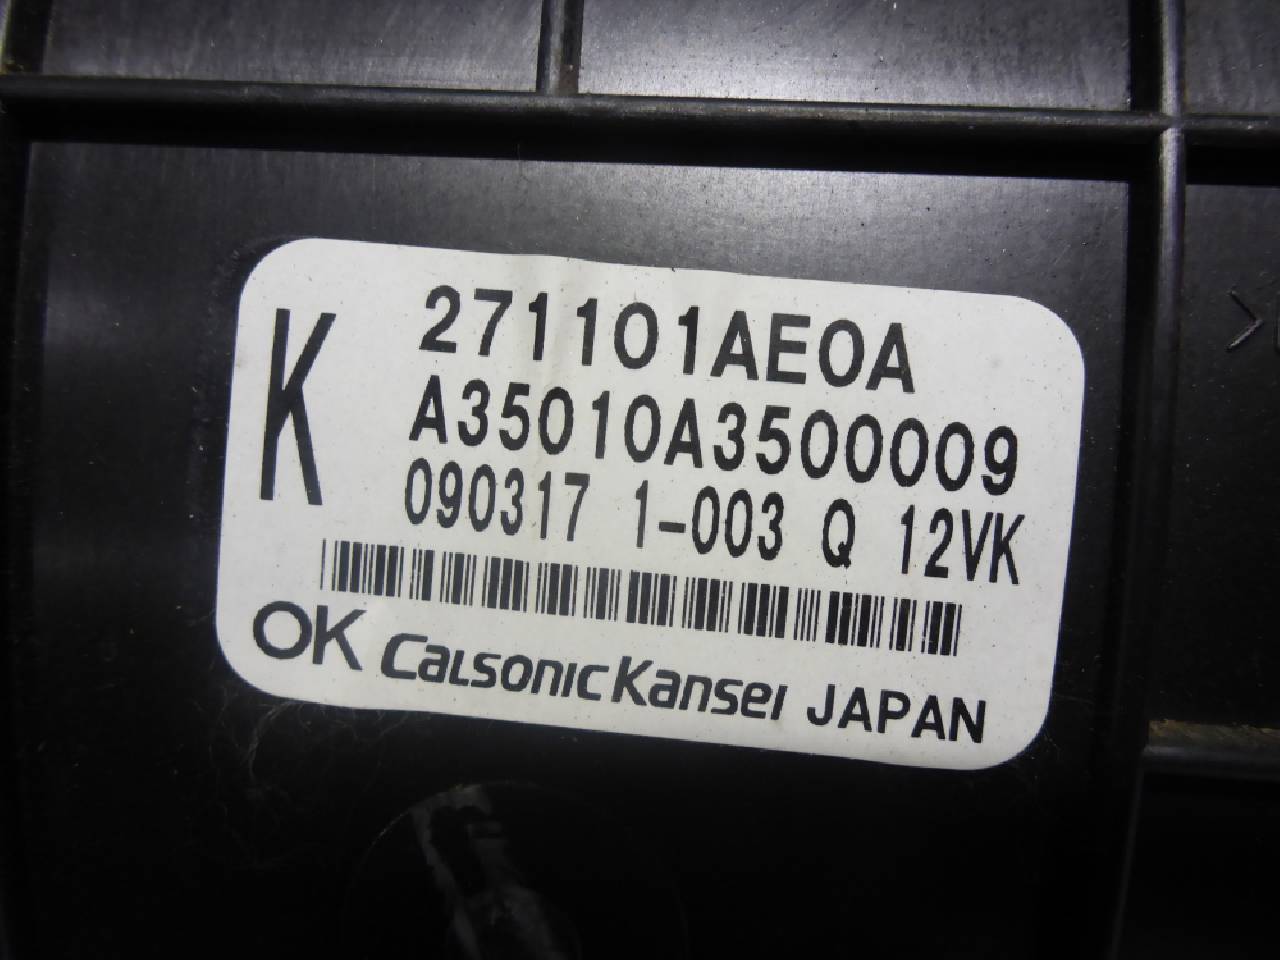 K
271101AE0A
A35010A3500009
090317 1-003 Q 12VK
OK CalsonicKansei JAPAN
>